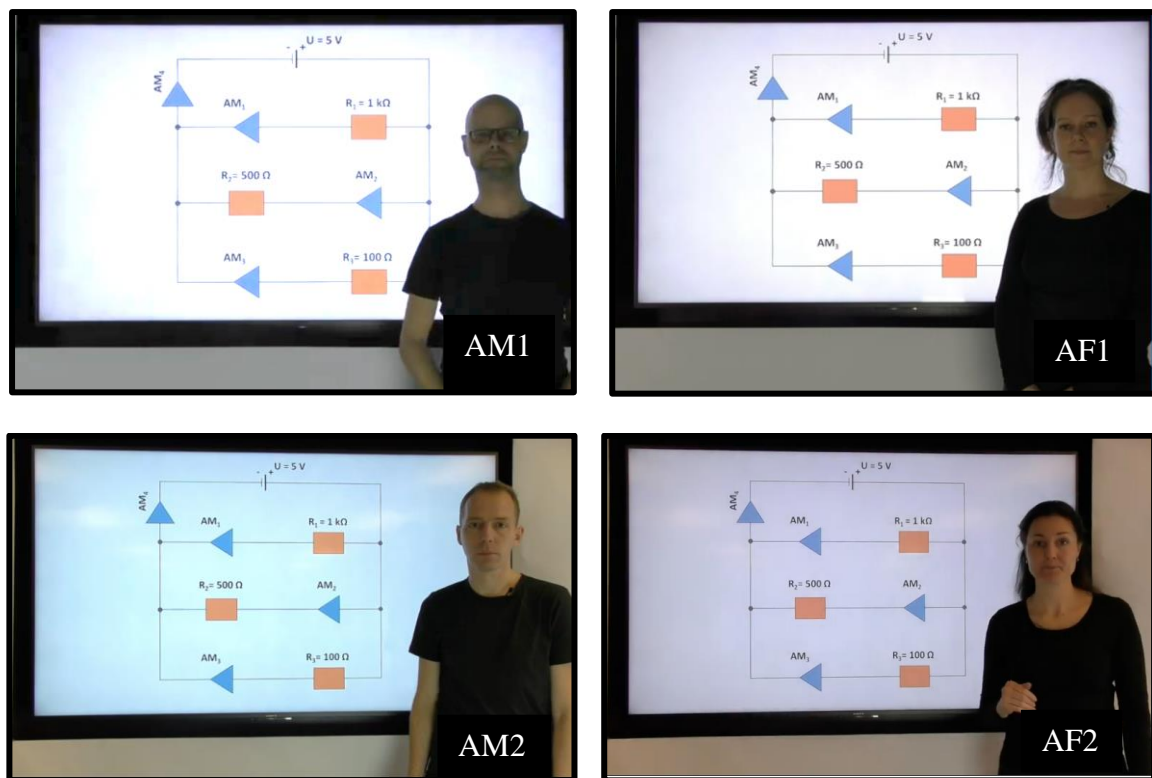 U = 5 V
- +
AM₄
AM₁
R₁ = 1 kΩ
R₂= 500 Ω
AM₂
AM₁
R₃= 100 Ω
AM1
U = 5 V
- +
AM₄
AM₁
R₁ = 1 kΩ
R₂= 500 Ω
AM₂
AM₃
R₃= 100 Ω
AF1
U = 5 V
- +
AM₄
AM₁
R₁ = 1 kΩ
R₂= 500 Ω
AM₂
AM₃
R₃= 100 Ω
AM2
U = 5 V
- +
AM₄
AM₁
R₁ = 1 kΩ
R₂= 500 Ω
AM₂
AM₃
R₃= 100 Ω
AF2